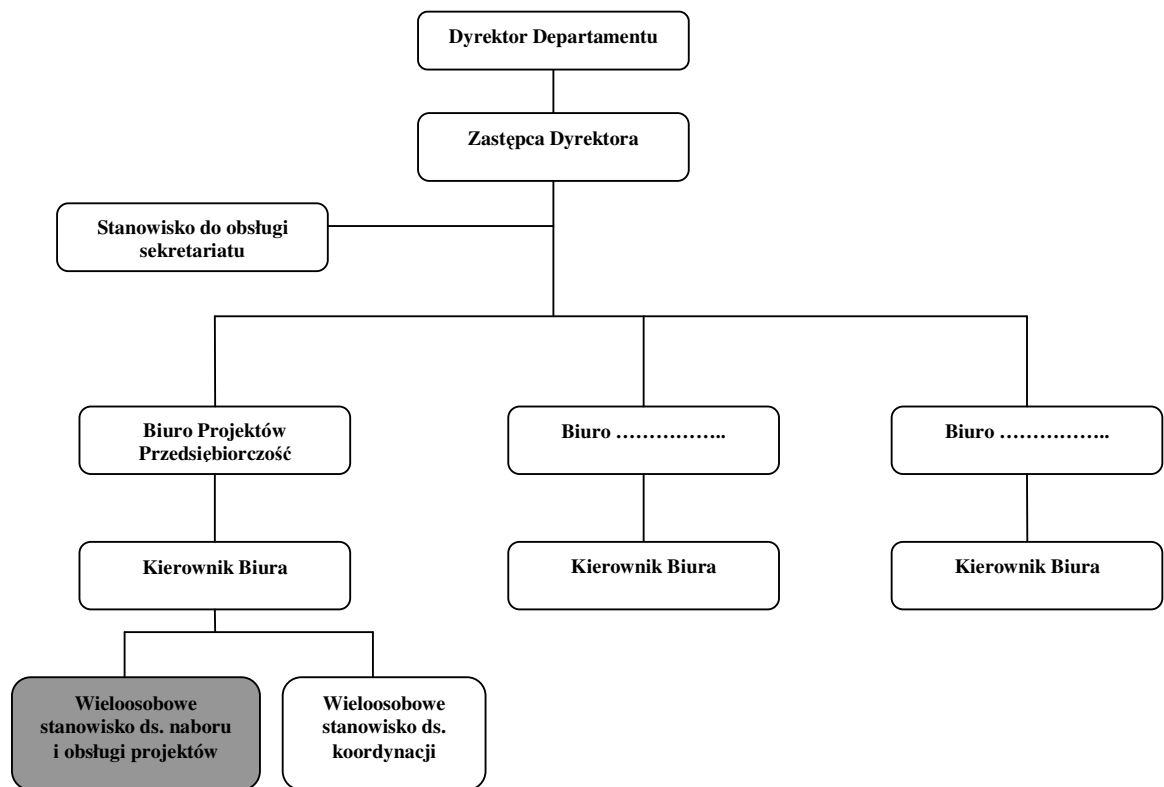 Dyrektor Departamentu
Zastępca Dyrektora
Stanowisko do obsługi
sekretariatu
Biuro Projektów
Przedsiębiorczość
Biuro ……………..
Biuro ……………..
Kierownik Biura
Kierownik Biura
Kierownik Biura
Wieloosobowe
stanowisko ds. naboru
i obsługi projektów
Wieloosobowe
stanowisko ds.
koordynacji